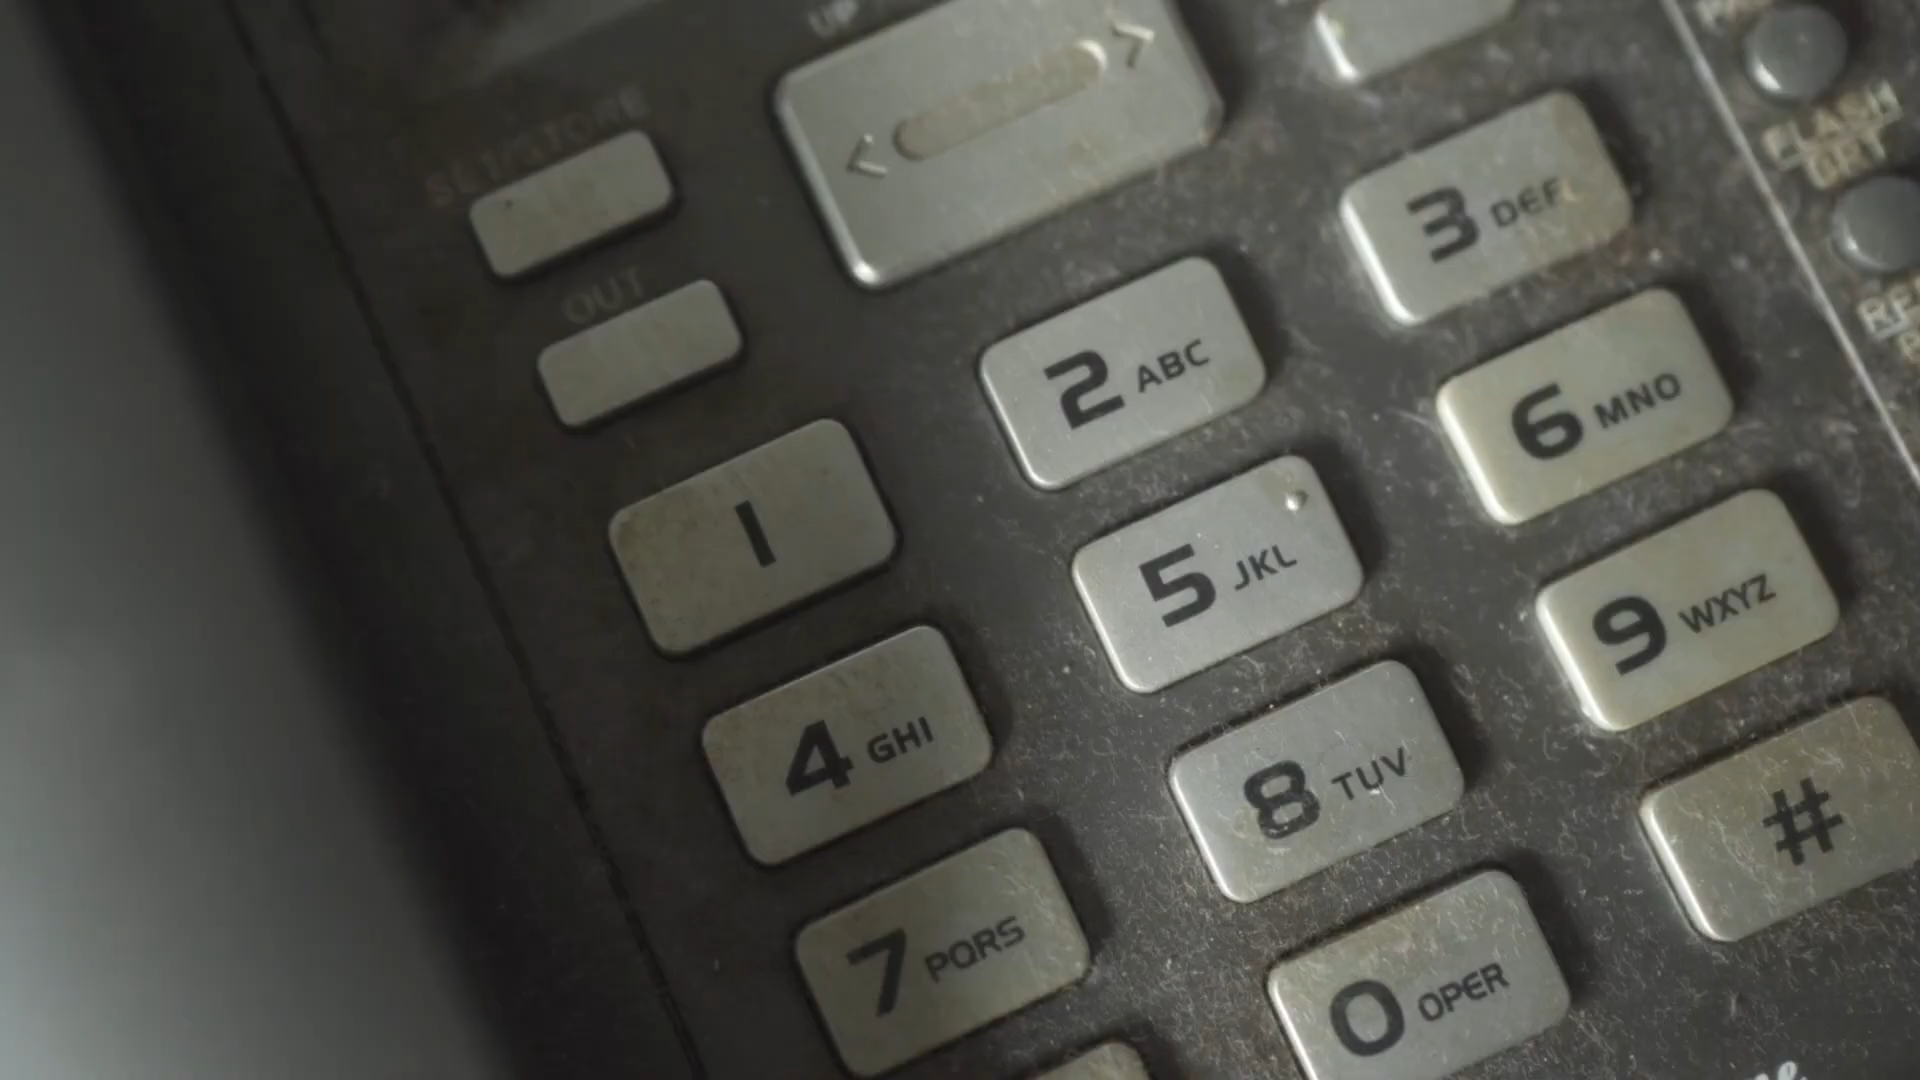 UP
SET/STORE
OUT
1
2 ABC
3 DEF
4 GHI
5 JKL
6 MNO
7 PQRS
8 TUV
9 WXYZ
0 OPER
#
FLASH